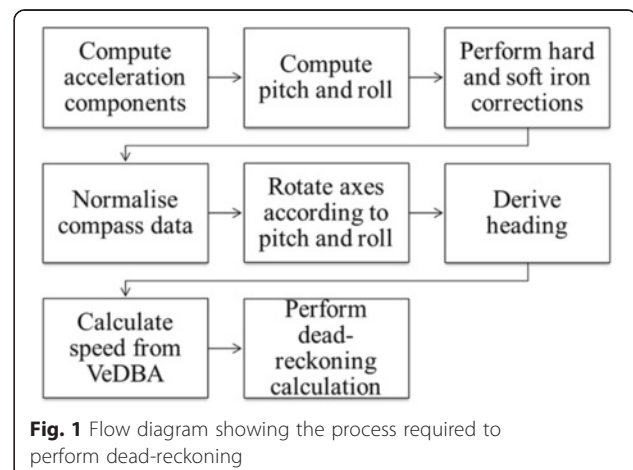 Compute
acceleration
components
Compute
pitch and roll
Perform hard
and soft iron
corrections
Normalise
compass data
Rotate axes
according to
pitch and roll
Derive
heading
Calculate
speed from
VeDBA
Perform
dead-
reckoning
calculation
Fig. 1 Flow diagram showing the process required to
perform dead-reckoning